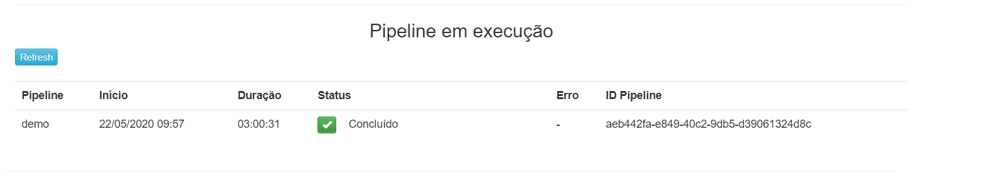 Pipeline em execução
Refresh
Pipeline Início Duração Status Erro ID Pipeline
demo 22/05/2020 09:57 03:00:31 Concluído - aeb442fa-e849-40c2-9db5-d39061324d8c